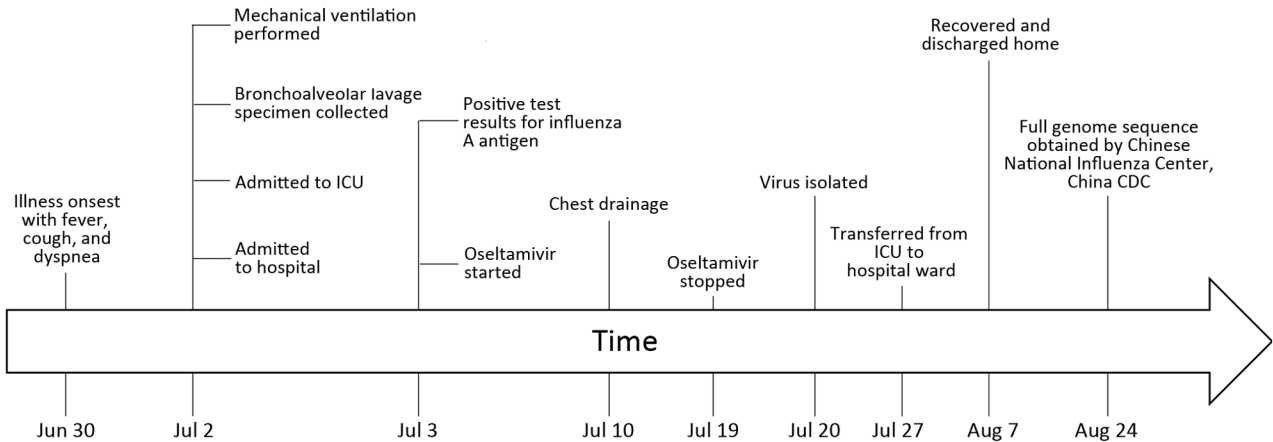 Mechanical ventilation
performed
Bronchoalveolar lavage
specimen collected
Admitted to ICU
Admitted
to hospital
Illness onsest
with fever,
cough, and
dyspnea
Positive test
results for influenza
A antigen
Oseltamivir
started
Chest drainage
Oseltamivir
stopped
Virus isolated
Transferred from
ICU to
hospital ward
Recovered and
discharged home
Full genome sequence
obtained by Chinese
National Influenza Center,
China CDC
Time
Jun 30
Jul 2
Jul 3
Jul 10
Jul 19
Jul 20
Jul 27
Aug 7
Aug 24